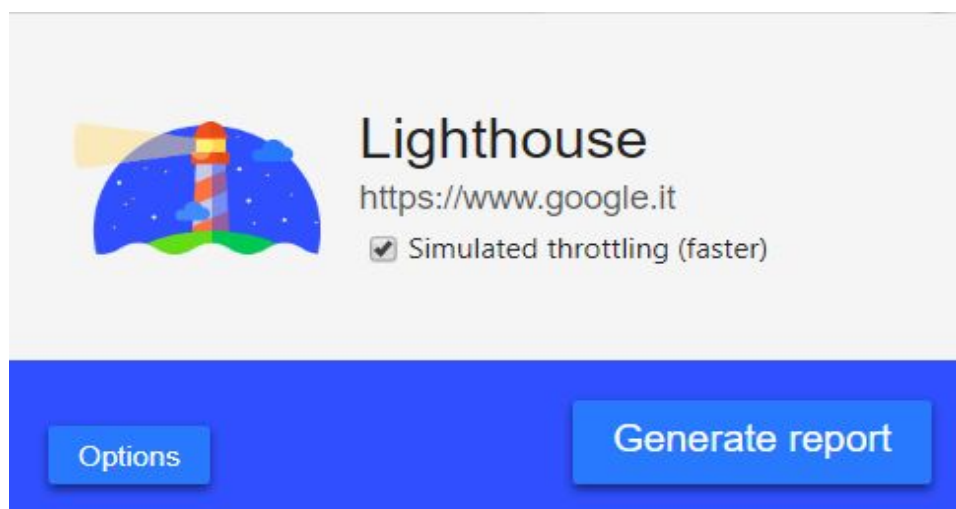 Lighthouse
https://www.google.it
Simulated throttling (faster)
Options
Generate report